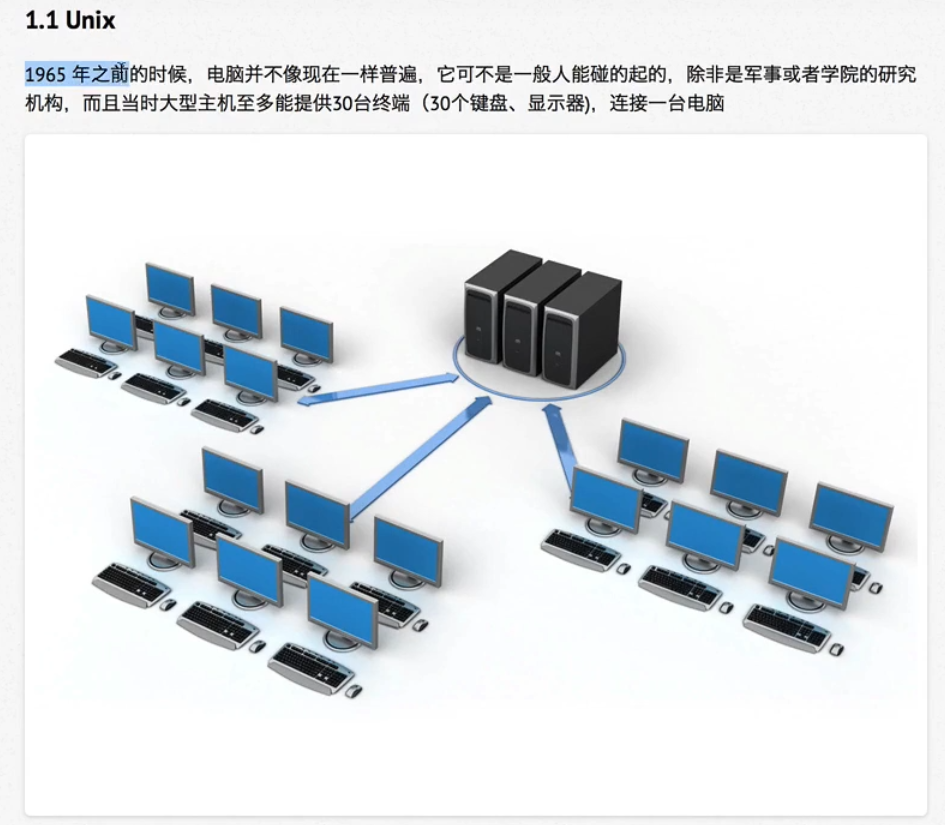 1.1 Unix
1965 年之前的时候，电脑并不像现在一样普遍，它可不是一般人能碰的起的，除非是军事或者学院的研究
机构，而且当时大型主机至多能提供30台终端（30个键盘、显示器)，连接一台电脑